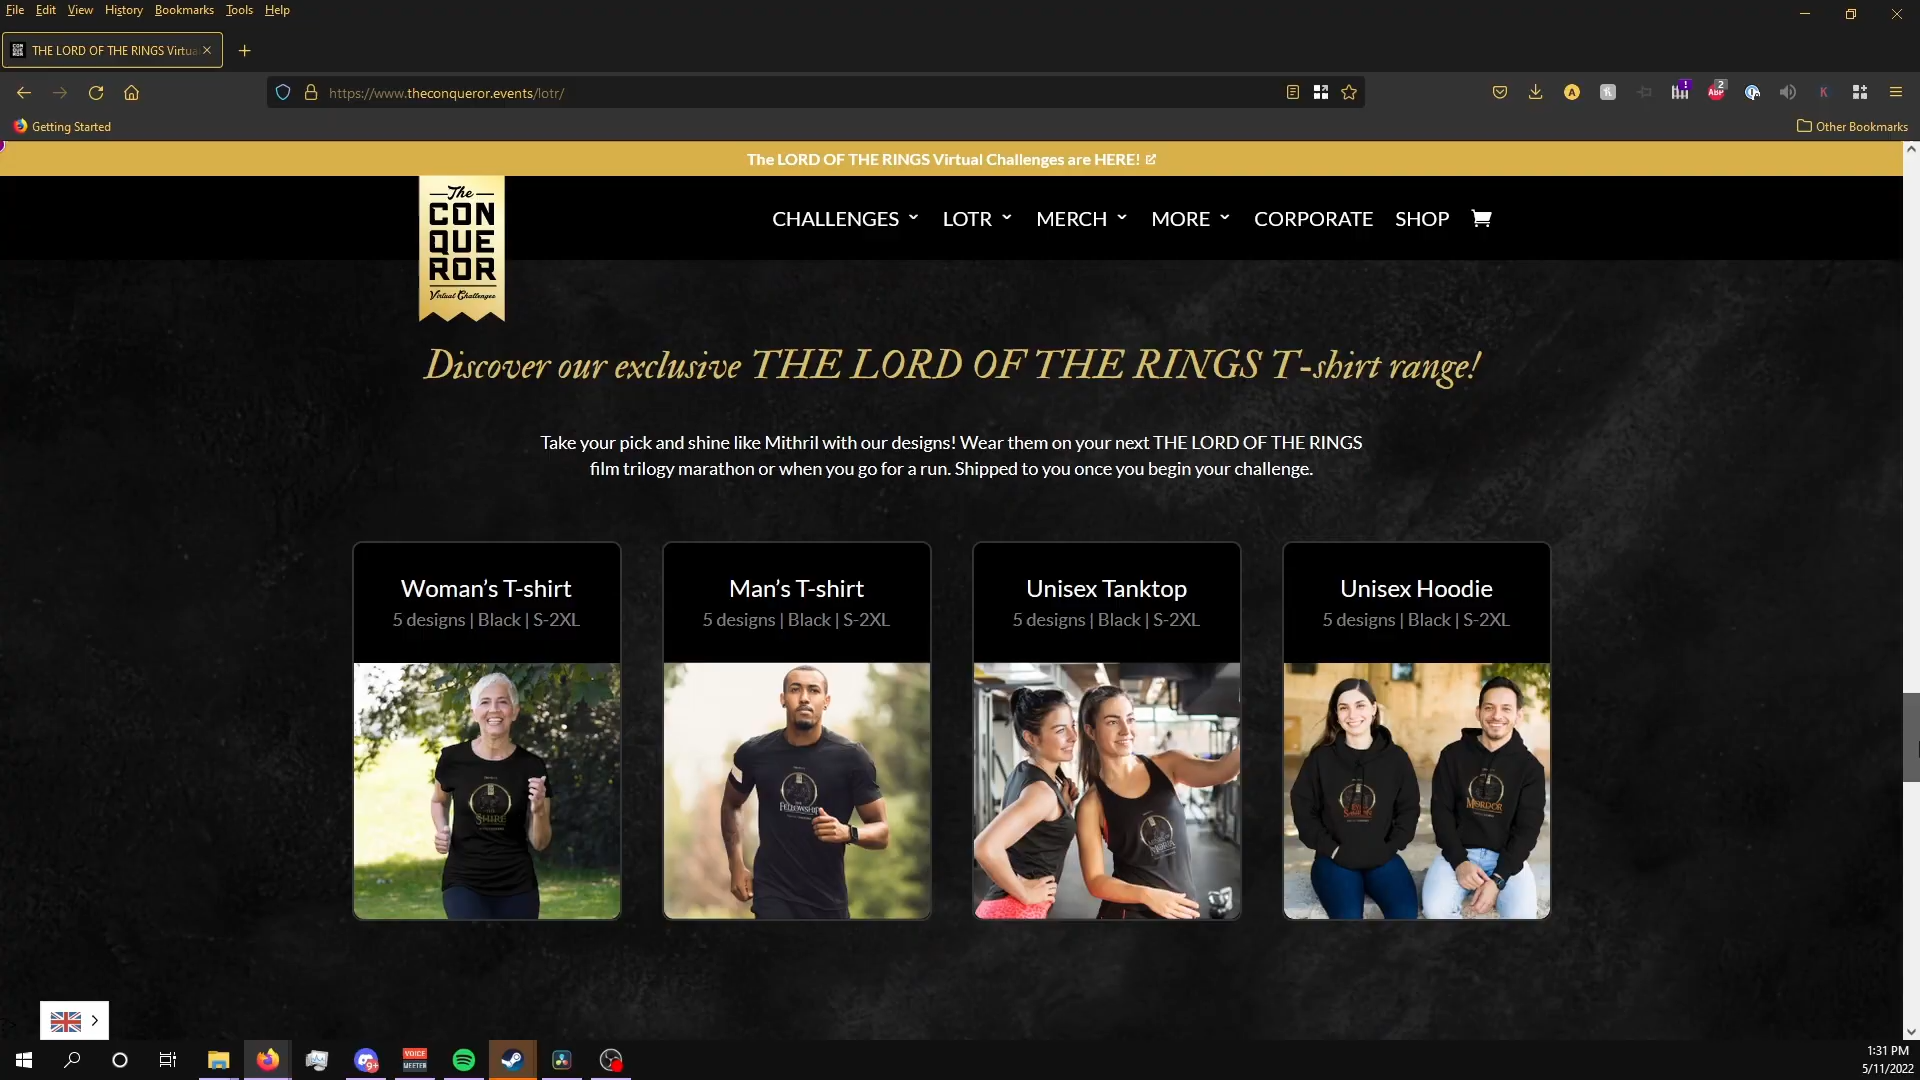 File Edit View History Bookmarks Tools Help
THE LORD OF THE RINGS Virtua
https://www.theconqueror.events/lotr/
Getting Started
Other Bookmarks
The LORD OF THE RINGS Virtual Challenges are HERE!
The
CON
QUE
ROR
Virtual Challenges
CHALLENGES LOTR MERCH MORE CORPORATE SHOP
Discover our exclusive THE LORD OF THE RINGS T-shirt range!
Take your pick and shine like Mithril with our designs! Wear them on your next THE LORD OF THE RINGS
film trilogy marathon or when you go for a run. Shipped to you once you begin your challenge.
Woman's T-shirt
5 designs | Black | S-2XL
Man's T-shirt
5 designs | Black | S-2XL
Unisex Tanktop
5 designs | Black | S-2XL
Unisex Hoodie
5 designs | Black | S-2XL
SHIRE
FELLOWSHIP
MORIA
SAURON
MORDOR
VOICE
MEETER
9+
1:31 PM
5/11/2022